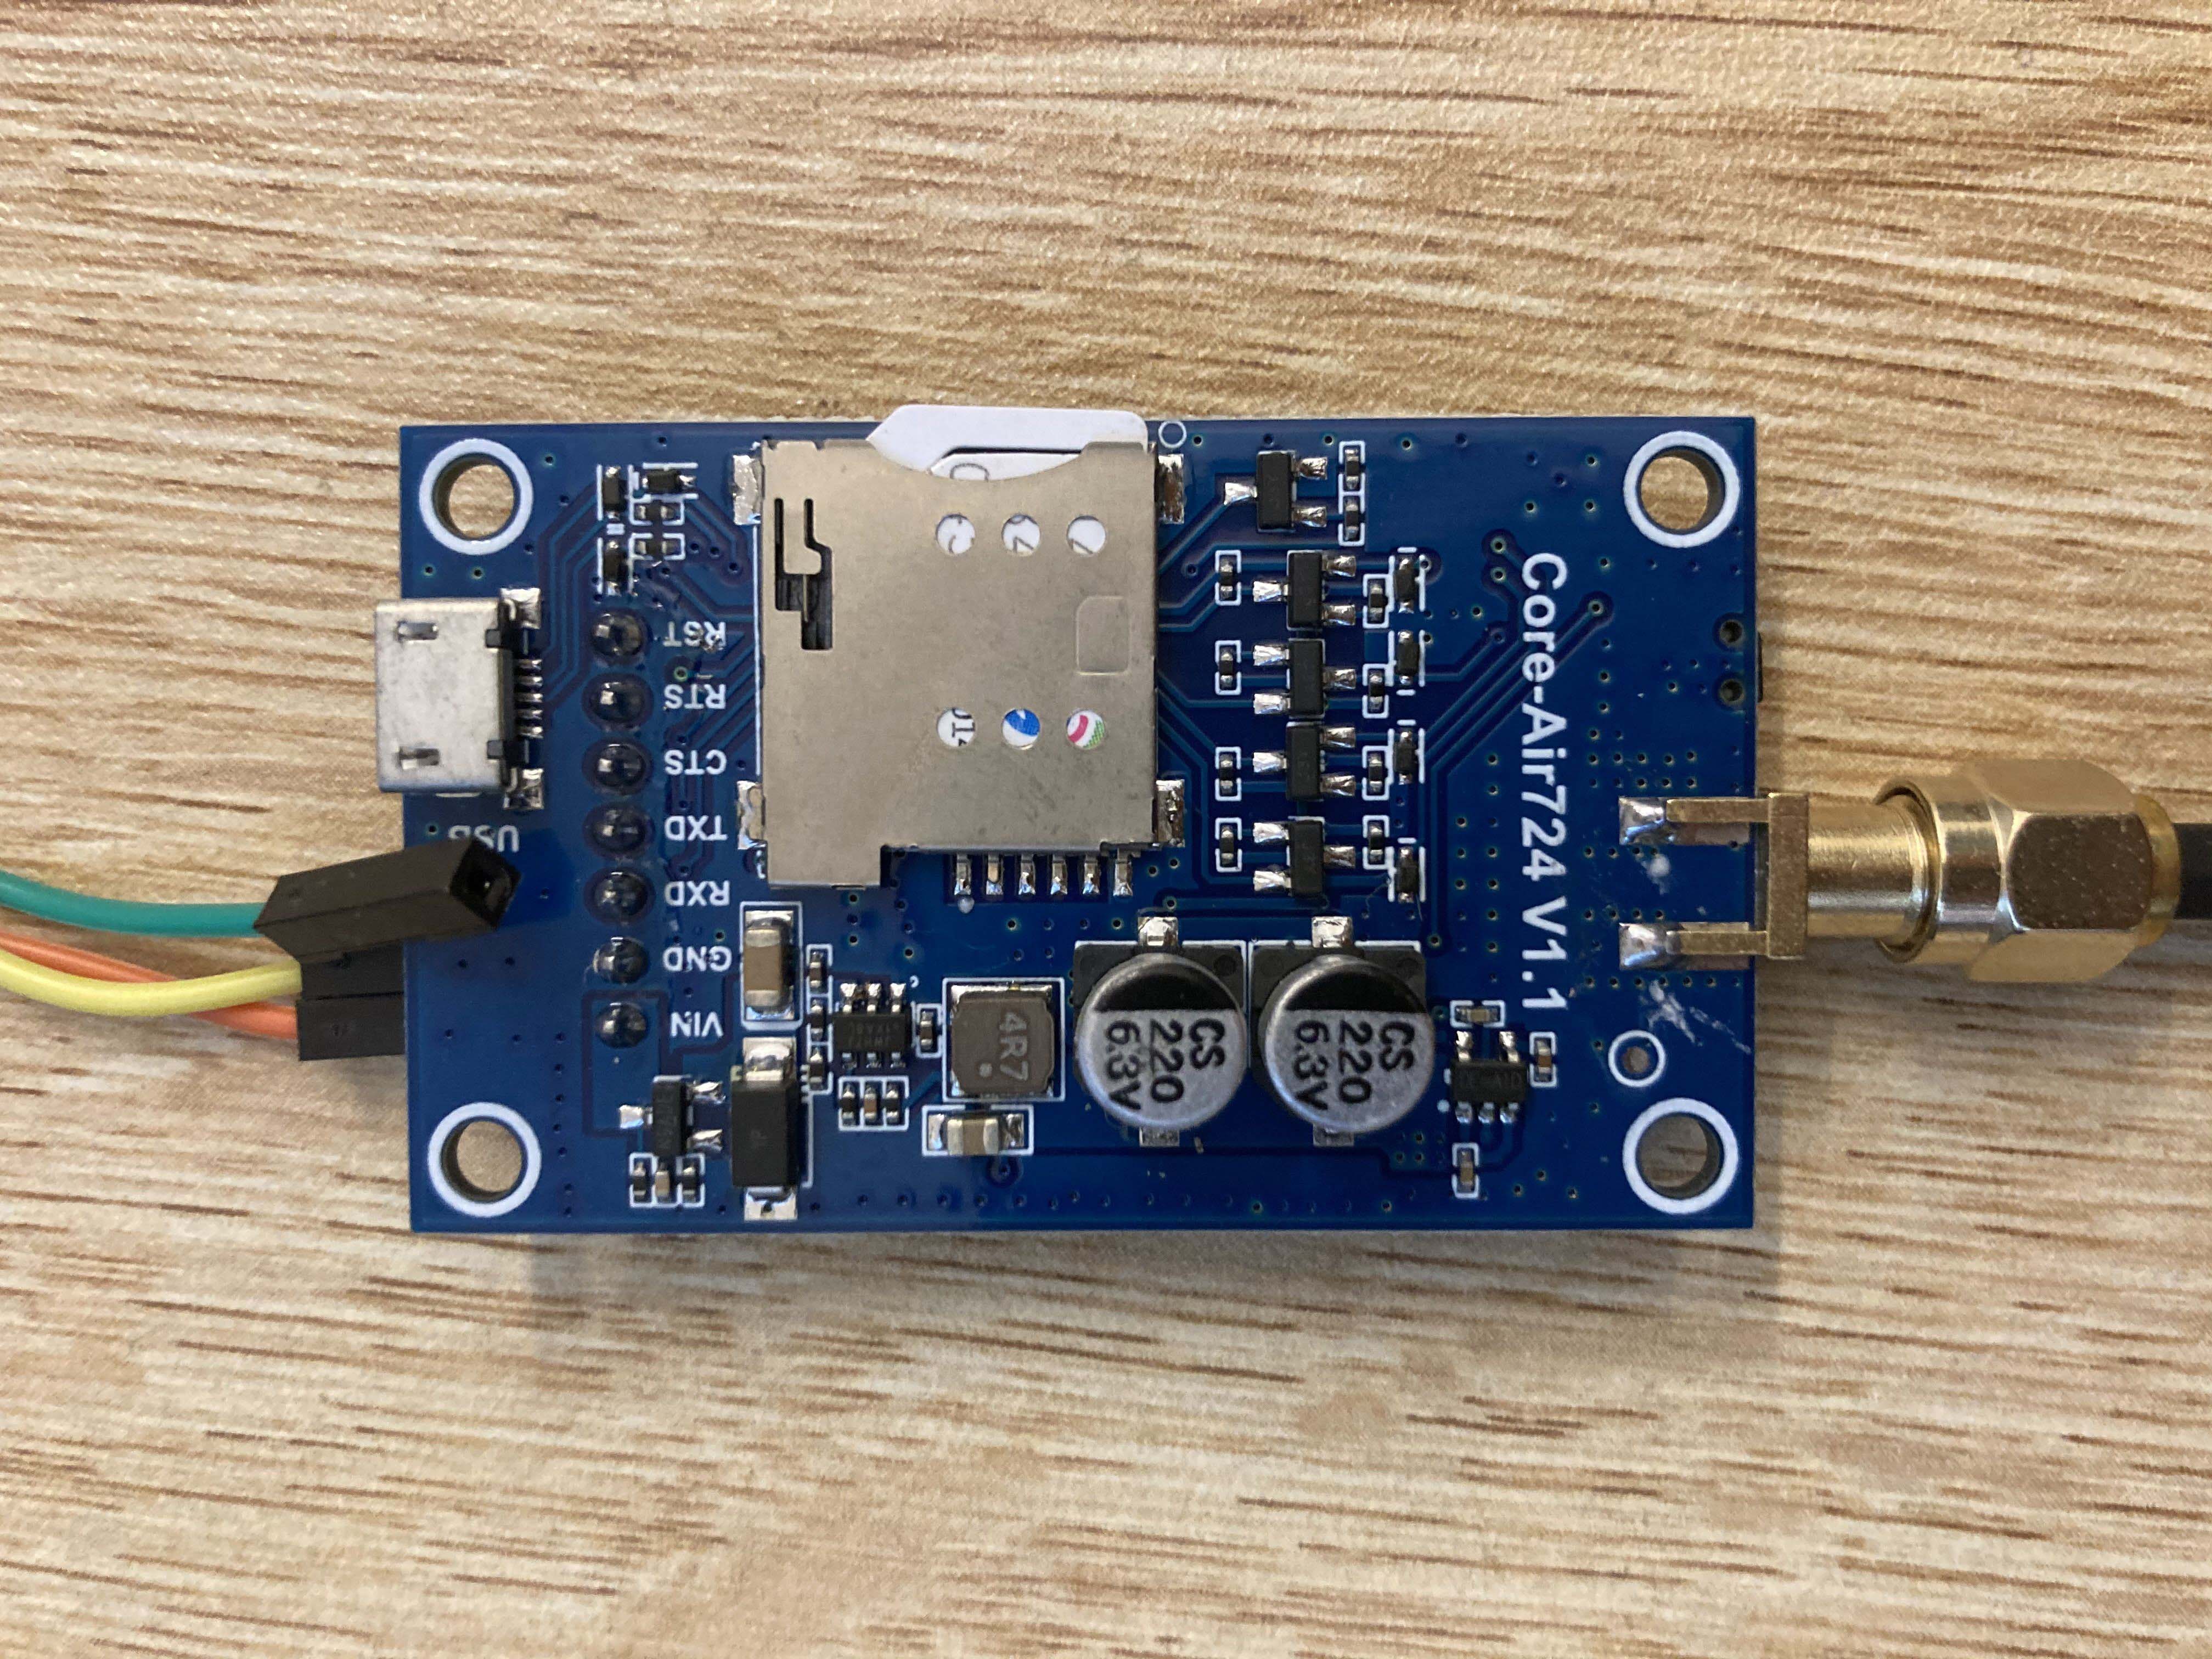 RST
RTS
CTS
TXD
RXD
GND
VIN
USB
Core-Air724 V1.1
4R7
CS
220
6.3V
CS
220
6.3V